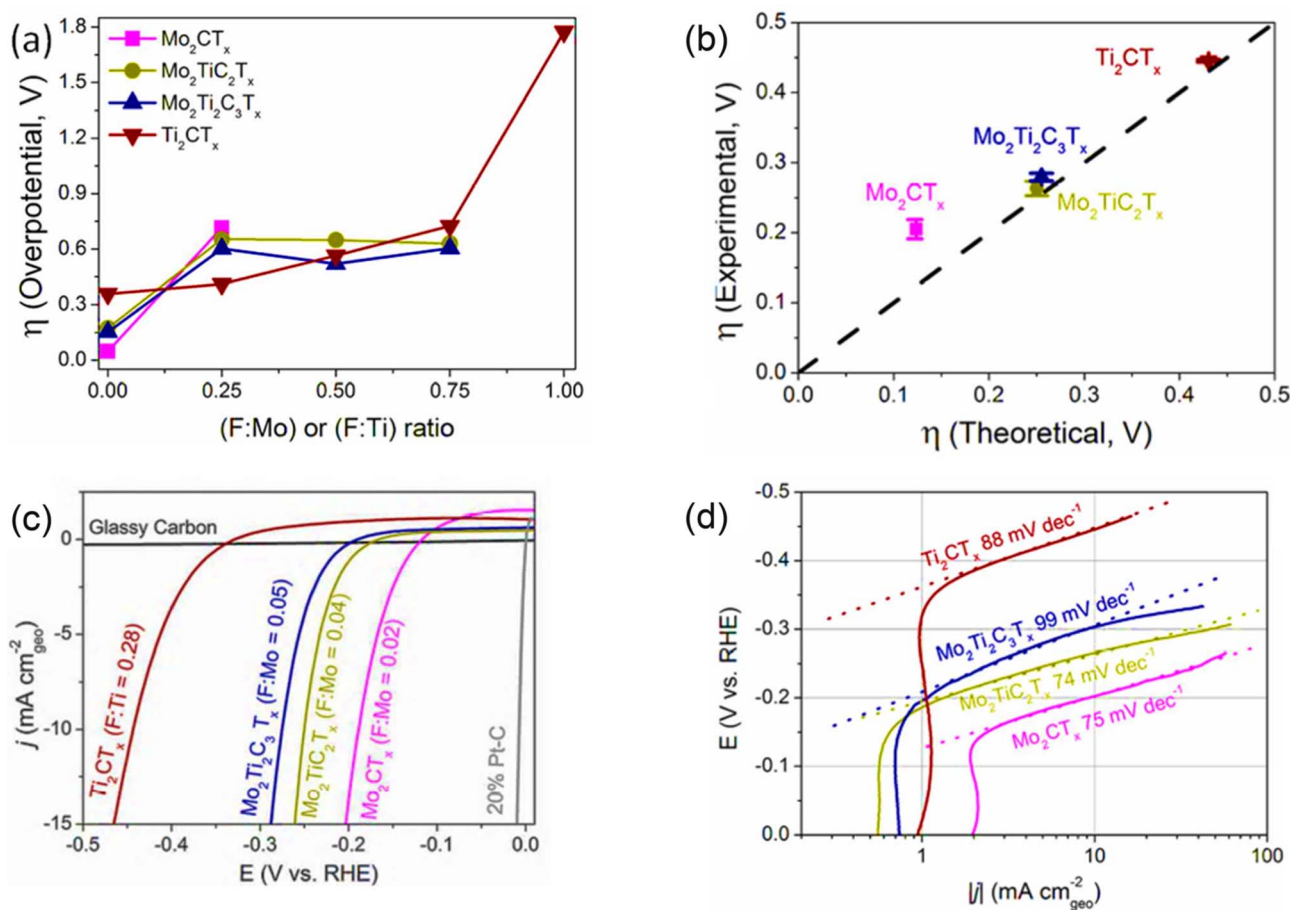 (a)
1.8
1.5
1.2
0.9
0.6
0.3
0.0
η (Overpotential, V)
Mo₂CTₓ
Mo₂TiC₂Tₓ
Mo₂Ti₂C₃Tₓ
Ti₂CTₓ
0.00 0.25 0.50 0.75 1.00
(F:Mo) or (F:Ti) ratio
(b)
0.5
0.4
0.3
0.2
0.1
0.0
η (Experimental, V)
Ti₂CTₓ
Mo₂Ti₂C₃Tₓ
Mo₂CTₓ
Mo₂TiC₂Tₓ
0.0 0.1 0.2 0.3 0.4 0.5
η (Theoretical, V)
(c)
0
-5
-10
-15
j (mA cm⁻²geo)
Glassy Carbon
Ti₂CTₓ (F:Ti = 0.28)
Mo₂Ti₂C₃Tₓ (F:Mo = 0.05)
Mo₂TiC₂Tₓ (F:Mo = 0.04)
Mo₂CTₓ (F:Mo = 0.02)
20% Pt-C
-0.5 -0.4 -0.3 -0.2 -0.1 0.0
E (V vs. RHE)
(d)
-0.5
-0.4
-0.3
-0.2
-0.1
0.0
E (V vs. RHE)
Ti₂CTₓ 88 mV dec⁻¹
Mo₂Ti₂C₃Tₓ 99 mV dec⁻¹
Mo₂TiC₂Tₓ 74 mV dec⁻¹
Mo₂CTₓ 75 mV dec⁻¹
1 10 100
|j| (mA cm⁻²geo)